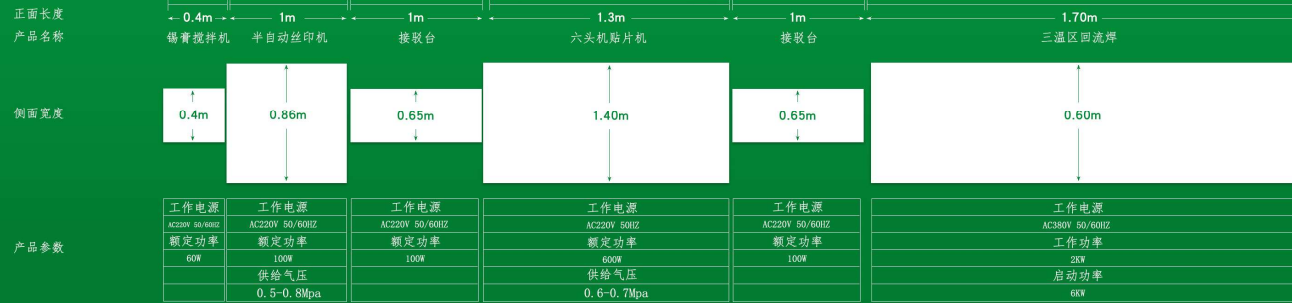 正面长度 0.4m 1m 1m 1.3m 1m 1.70m
产品名称 锡膏搅拌机 半自动丝印机 接驳台 六头机贴片机 接驳台 三温区回流焊
侧面宽度 0.4m 0.86m 0.65m 1.40m 0.65m 0.60m
工作电源 工作电源 工作电源 工作电源 工作电源 工作电源
AC220V 50/60HZ AC220V 50/60HZ AC220V 50/60HZ AC220V 50HZ AC220V 50/60HZ AC380V 50/60HZ
产品参数 额定功率 额定功率 额定功率 额定功率 额定功率 工作功率
60W 100W 100W 600W 100W 2KW
供给气压 供给气压 启动功率
0.5-0.8Mpa 0.6-0.7Mpa 6KW